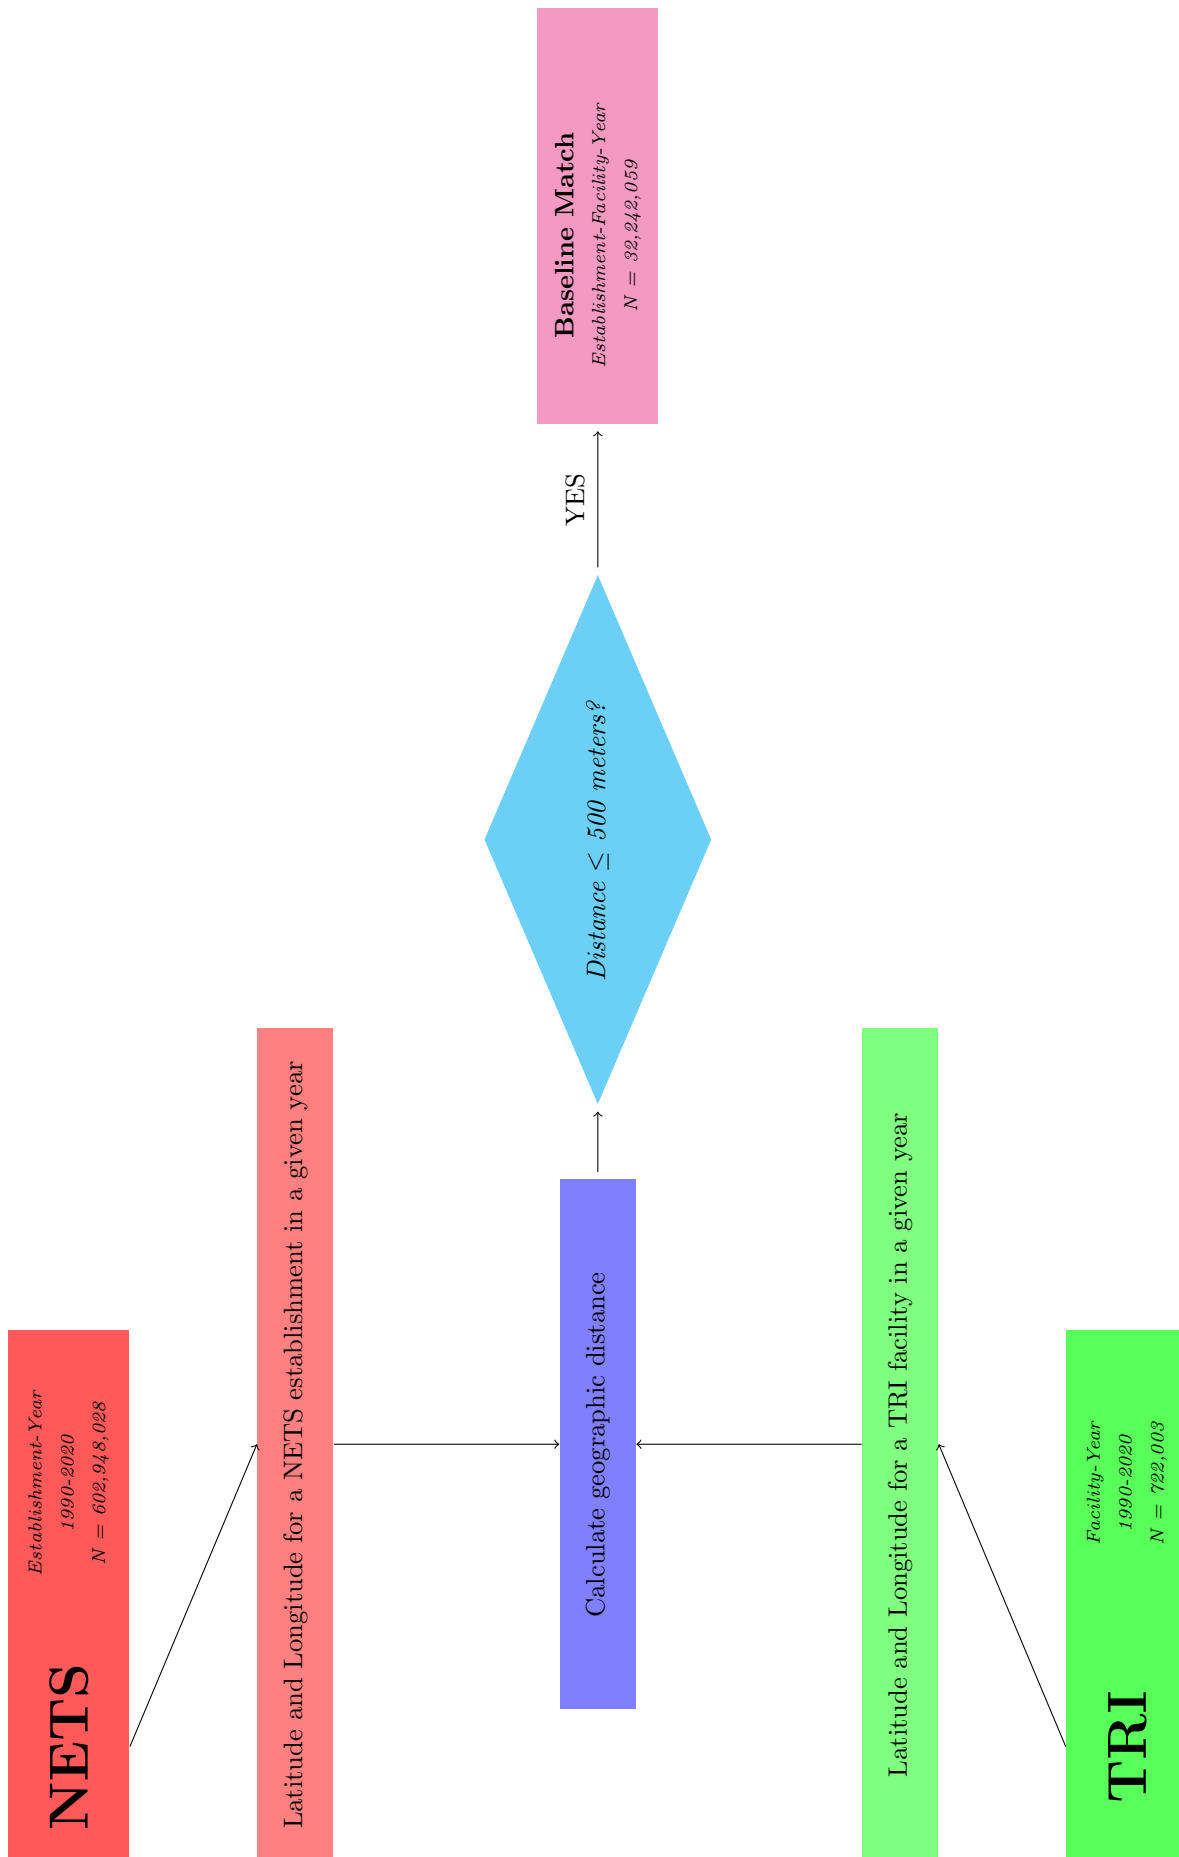 NETS
Establishment-Year
1990-2020
N = 602,948,028
Latitude and Longitude for a NETS establishment in a given year
Calculate geographic distance
Distance ≤ 500 meters?
YES
Baseline Match
Establishment-Facility-Year
N = 32,242,059
Latitude and Longitude for a TRI facility in a given year
TRI
Facility-Year
1990-2020
N = 722,003